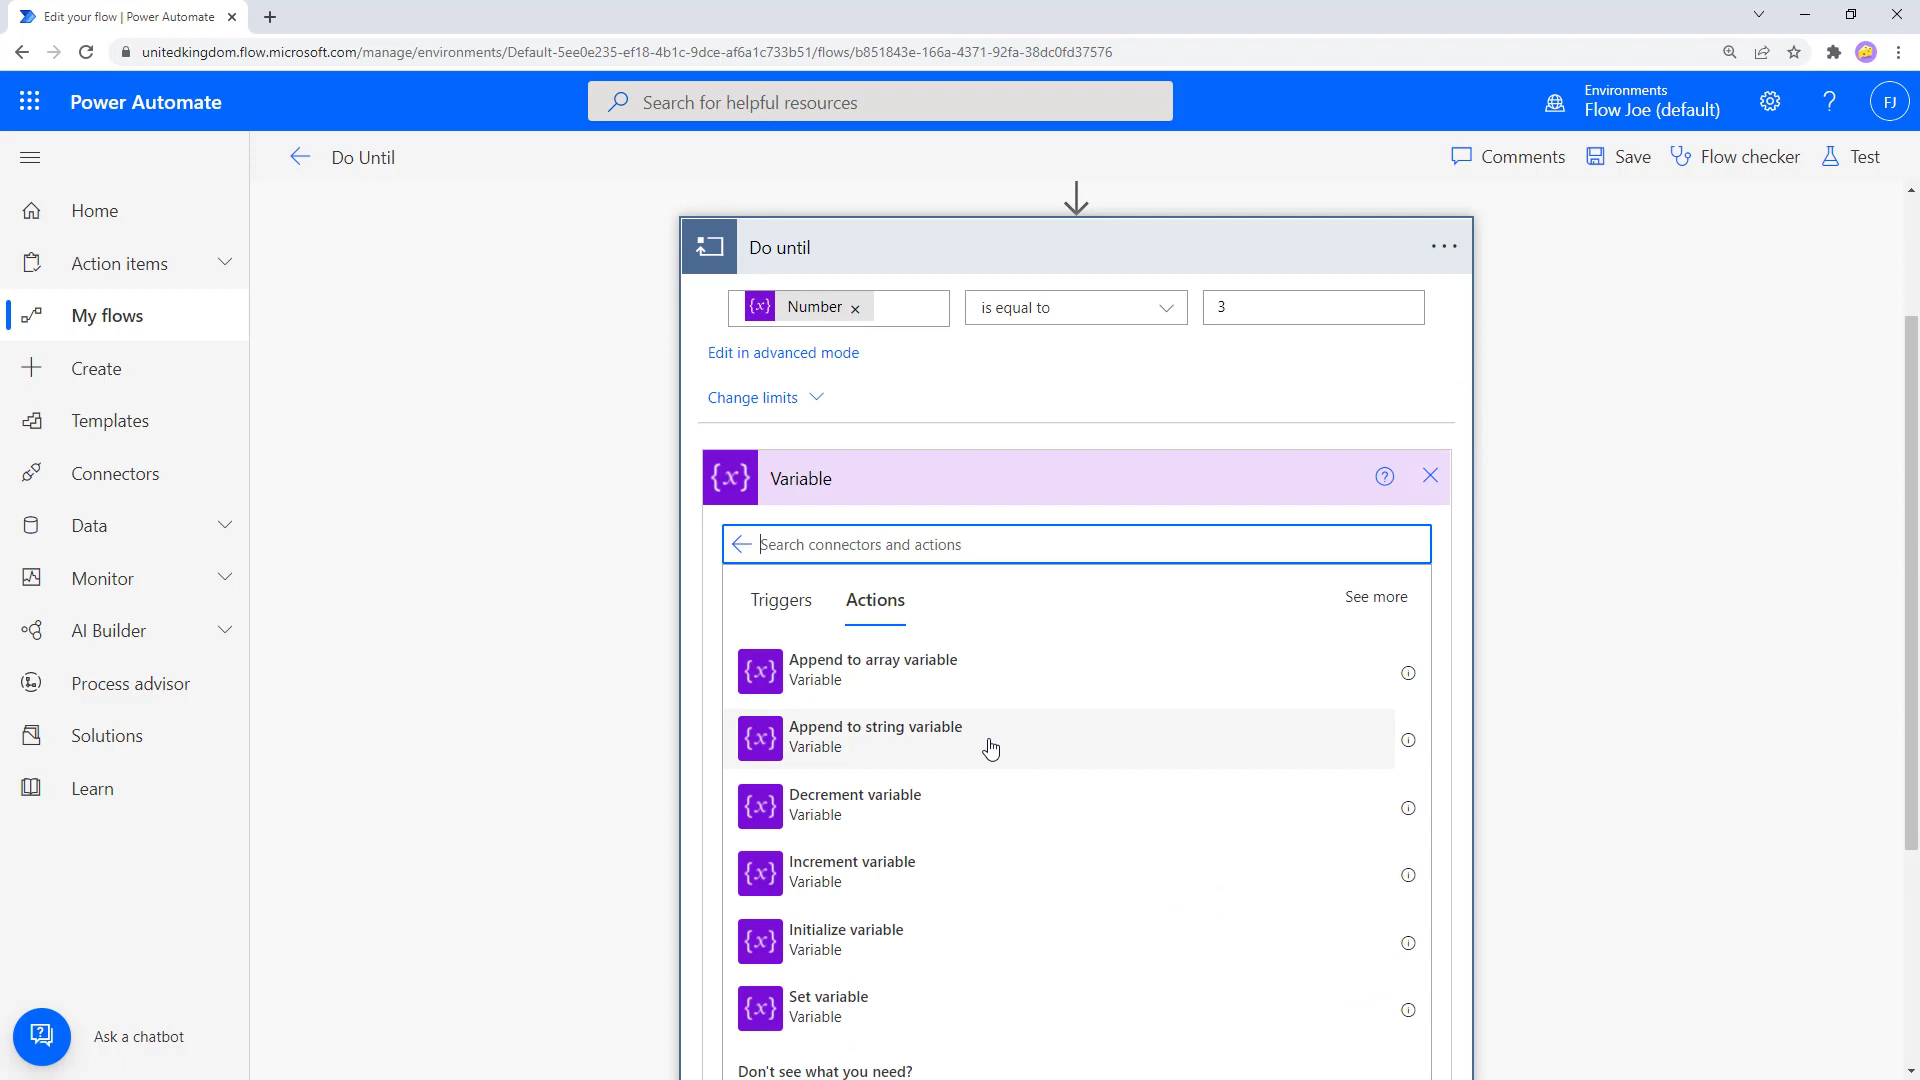 Edit your flow | Power Automate
unitedkingdom.flow.microsoft.com/manage/environments/Default-5ee0e235-ef18-4b1c-9dce-af6a1c733b51/flows/b851843e-166a-4371-92fa-38dc0fd37576
Power Automate
Search for helpful resources
Environments
Flow Joe (default)
FJ
Do Until
Comments
Save
Flow checker
Test
Home
Action items
My flows
Create
Templates
Connectors
Data
Monitor
AI Builder
Process advisor
Solutions
Learn
Ask a chatbot
Do until
{x} Number
is equal to
3
Edit in advanced mode
Change limits
{x} Variable
Search connectors and actions
Triggers
Actions
See more
{x} Append to array variable
Variable
{x} Append to string variable
Variable
{x} Decrement variable
Variable
{x} Increment variable
Variable
{x} Initialize variable
Variable
{x} Set variable
Variable
Don't see what you need?